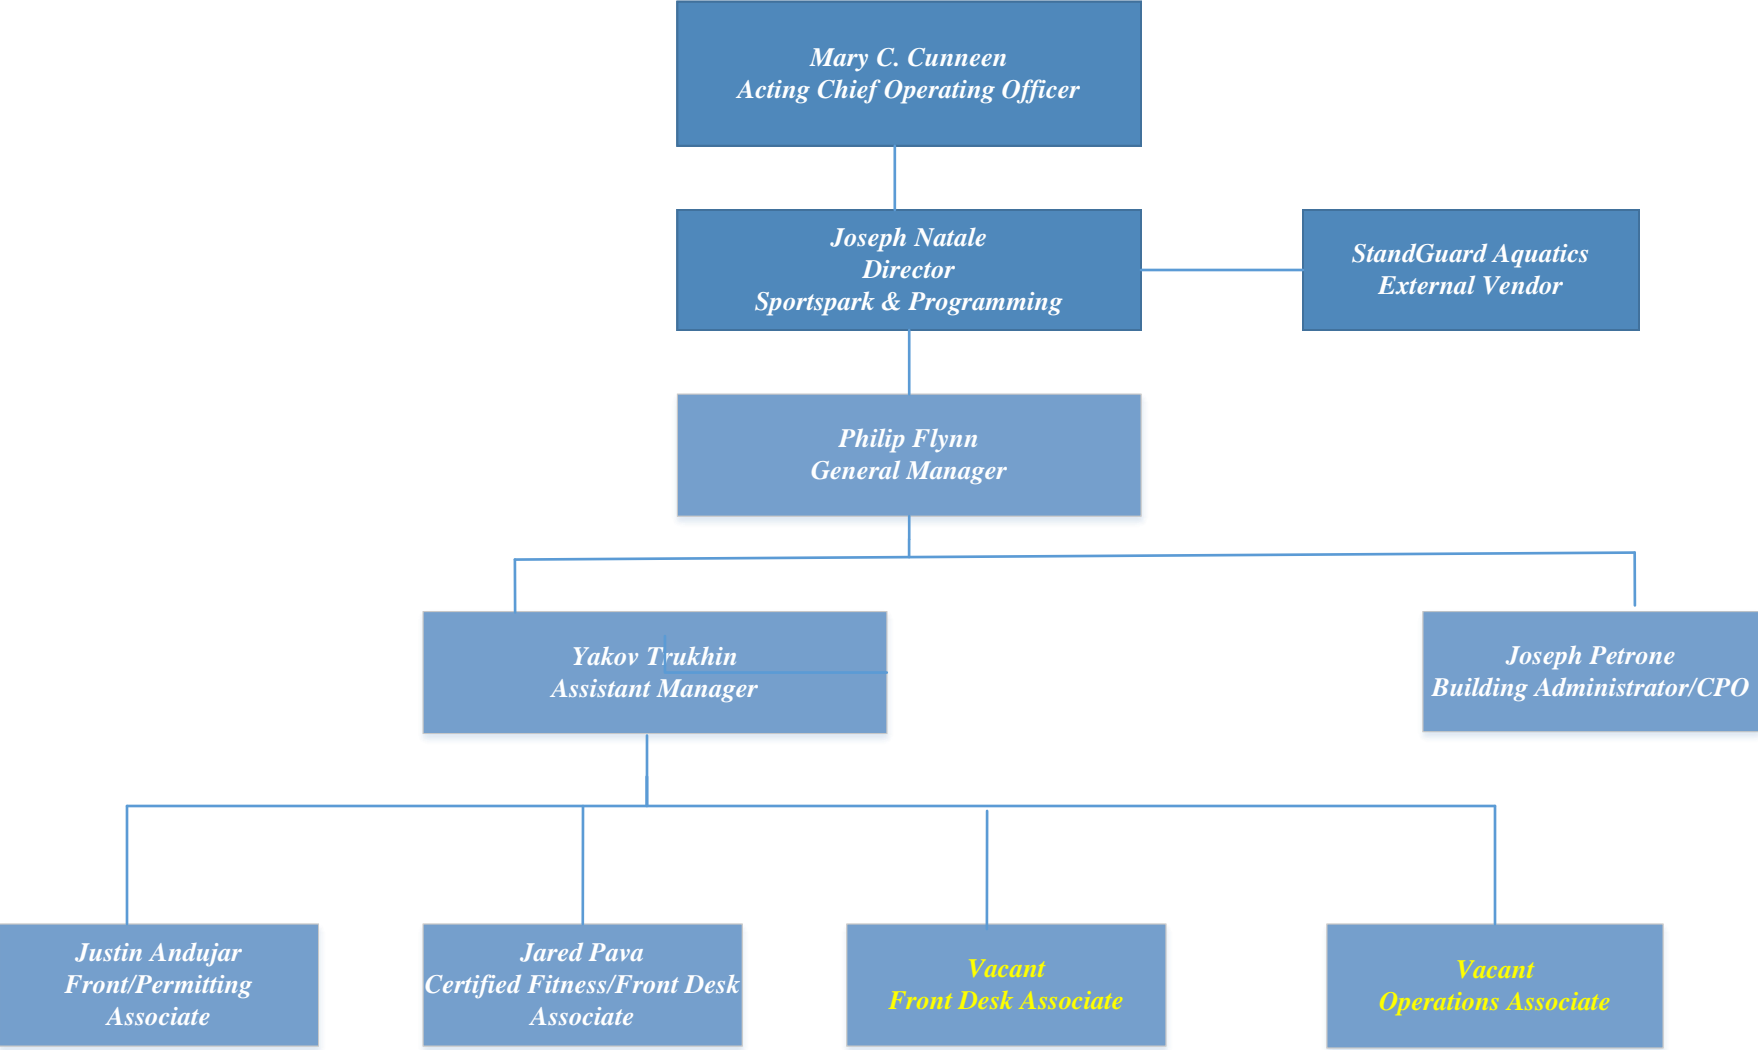 Mary C. Cunneen
Acting Chief Operating Officer
Joseph Natale
Director
Sportspark & Programming
StandGuard Aquatics
External Vendor
Philip Flynn
General Manager
Yakov Trukhin
Assistant Manager
Joseph Petrone
Building Administrator/CPO
Justin Andujar
Front/Permitting
Associate
Jared Pava
Certified Fitness/Front Desk
Associate
Vacant
Front Desk Associate
Vacant
Operations Associate